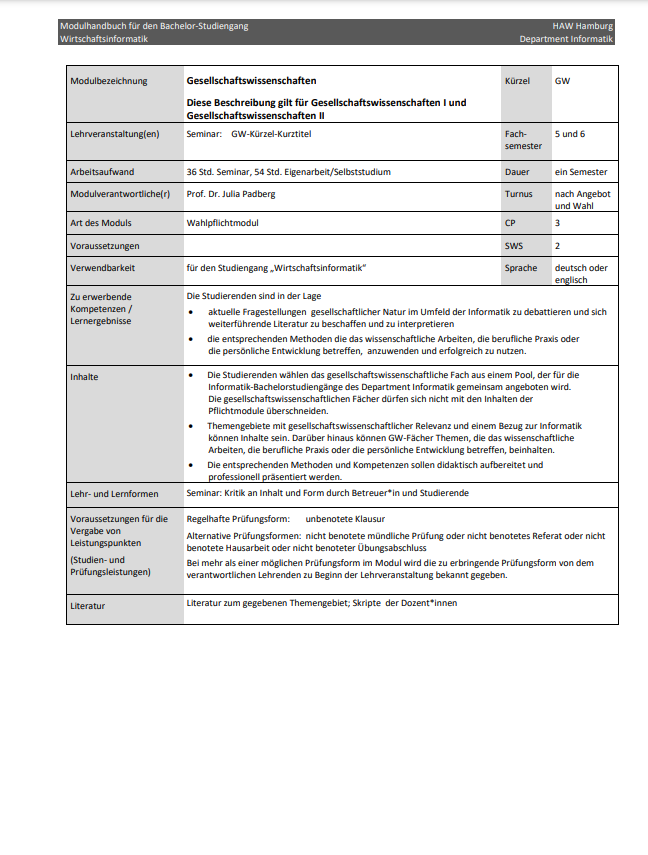 Modulhandbuch für den Bachelor-Studiengang HAW Hamburg
Wirtschaftsinformatik Department Informatik
Modulbezeichnung Gesellschaftswissenschaften Kürzel GW
Diese Beschreibung gilt für Gesellschaftswissenschaften I und
Gesellschaftswissenschaften II
Lehrveranstaltung(en) Seminar: GW-Kürzel-Kurztitel Fach- 5 und 6
semester
Arbeitsaufwand 36 Std. Seminar, 54 Std. Eigenarbeit/Selbststudium Dauer ein Semester
Modulverantwortliche(r) Prof. Dr. Julia Padberg Turnus nach Angebot
und Wahl
Art des Moduls Wahlpflichtmodul CP 3
Voraussetzungen SWS 2
Verwendbarkeit für den Studiengang „Wirtschaftsinformatik" Sprache deutsch oder
englisch
Zu erwerbende Die Studierenden sind in der Lage
Kompetenzen /
Lernergebnisse
• aktuelle Fragestellungen gesellschaftlicher Natur im Umfeld der Informatik zu debattieren und sich
weiterführende Literatur zu beschaffen und zu interpretieren
• die entsprechenden Methoden die das wissenschaftliche Arbeiten, die berufliche Praxis oder
die persönliche Entwicklung betreffen, anzuwenden und erfolgreich zu nutzen.
Inhalte • Die Studierenden wählen das gesellschaftswissenschaftliche Fach aus einem Pool, der für die
Informatik-Bachelorstudiengänge des Department Informatik gemeinsam angeboten wird.
Die gesellschaftswissenschaftlichen Fächer dürfen sich nicht mit den Inhalten der
Pflichtmodule überschneiden.
• Themengebiete mit gesellschaftswissenschaftlicher Relevanz und einem Bezug zur Informatik
können Inhalte sein. Darüber hinaus können GW-Fächer Themen, die das wissenschaftliche
Arbeiten, die berufliche Praxis oder die persönliche Entwicklung betreffen, beinhalten.
• Die entsprechenden Methoden und Kompetenzen sollen didaktisch aufbereitet und
professionell präsentiert werden.
Lehr- und Lernformen Seminar: Kritik an Inhalt und Form durch Betreuer*in und Studierende
Voraussetzungen für die
Vergabe von
Leistungspunkten
(Studien- und
Prüfungsleistungen)
Regelhafte Prüfungsform: unbenotete Klausur
Alternative Prüfungsformen: nicht benotete mündliche Prüfung oder nicht benotetes Referat oder nicht
benotete Hausarbeit oder nicht benoteter Übungsabschluss
Bei mehr als einer möglichen Prüfungsform im Modul wird die zu erbringende Prüfungsform von dem
verantwortlichen Lehrenden zu Beginn der Lehrveranstaltung bekannt gegeben.
Literatur Literatur zum gegebenen Themengebiet; Skripte der Dozent*innen